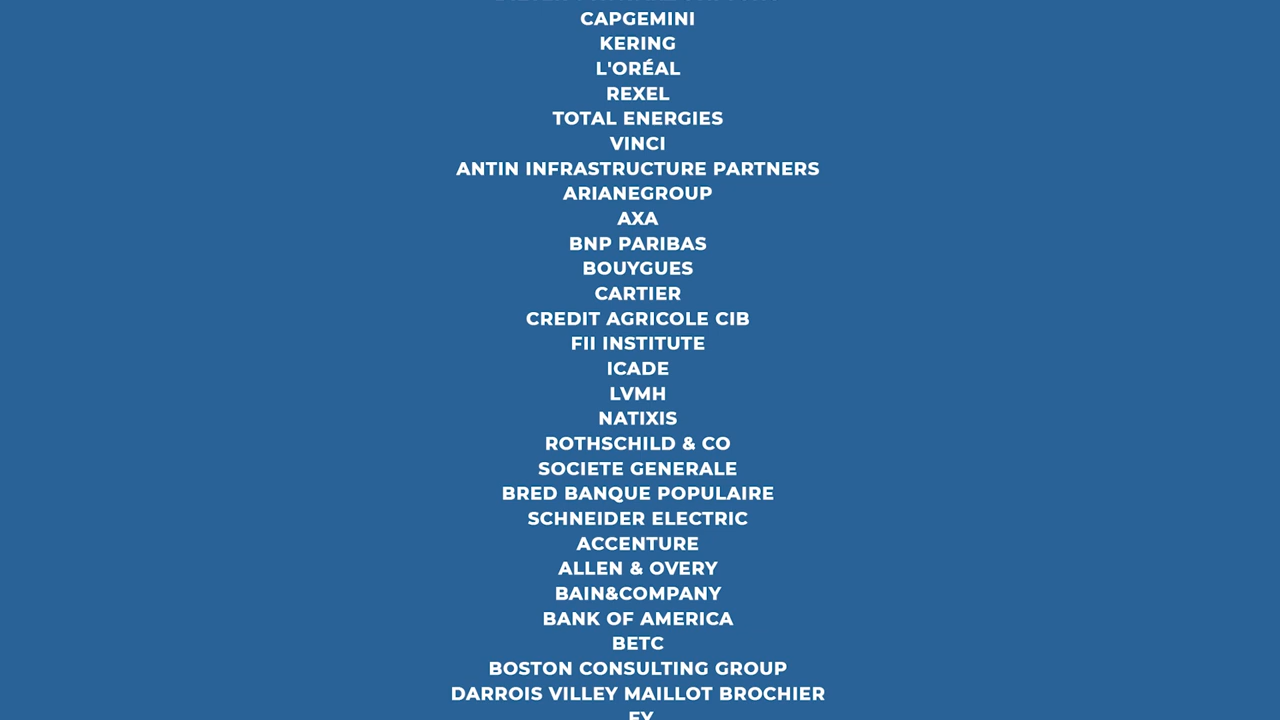 CAPGEMINI
KERING
L'ORÉAL
REXEL
TOTAL ENERGIES
VINCI
ANTIN INFRASTRUCTURE PARTNERS
ARIANEGROUP
AXA
BNP PARIBAS
BOUYGUES
CARTIER
CREDIT AGRICOLE CIB
FII INSTITUTE
ICADE
LVMH
NATIXIS
ROTHSCHILD & CO
SOCIETE GENERALE
BRED BANQUE POPULAIRE
SCHNEIDER ELECTRIC
ACCENTURE
ALLEN & OVERY
BAIN&COMPANY
BANK OF AMERICA
BETC
BOSTON CONSULTING GROUP
DARROIS VILLEY MAILLOT BROCHIER
EY